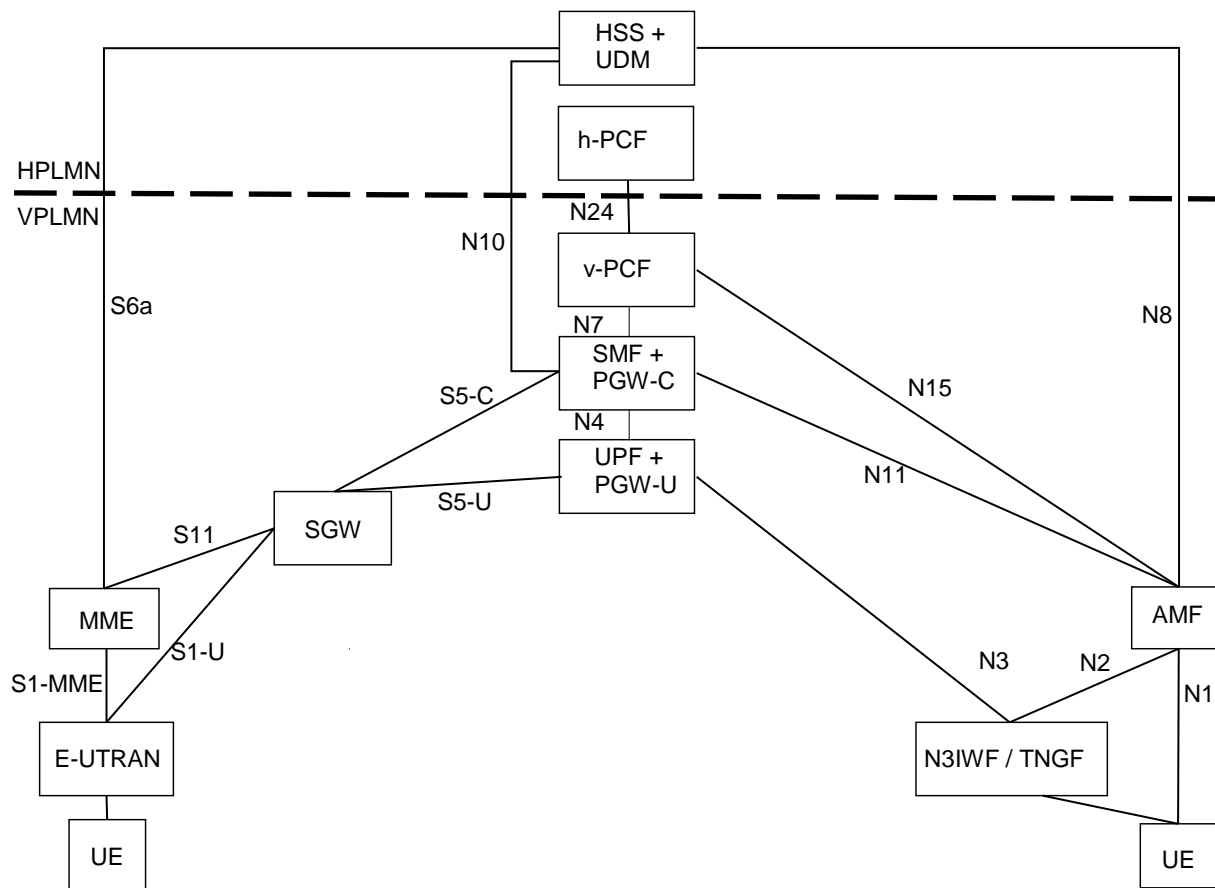 HSS +
UDM
h-PCF
HPLMN
VPLMN
N24
N10
v-PCF
S6a
N8
N7
SMF +
PGW-C
S5-C
N15
N4
UPF +
PGW-U
N11
S5-U
SGW
S11
MME
AMF
S1-U
N3
N2
S1-MME
N1
E-UTRAN
N3IWF / TNGF
UE
UE